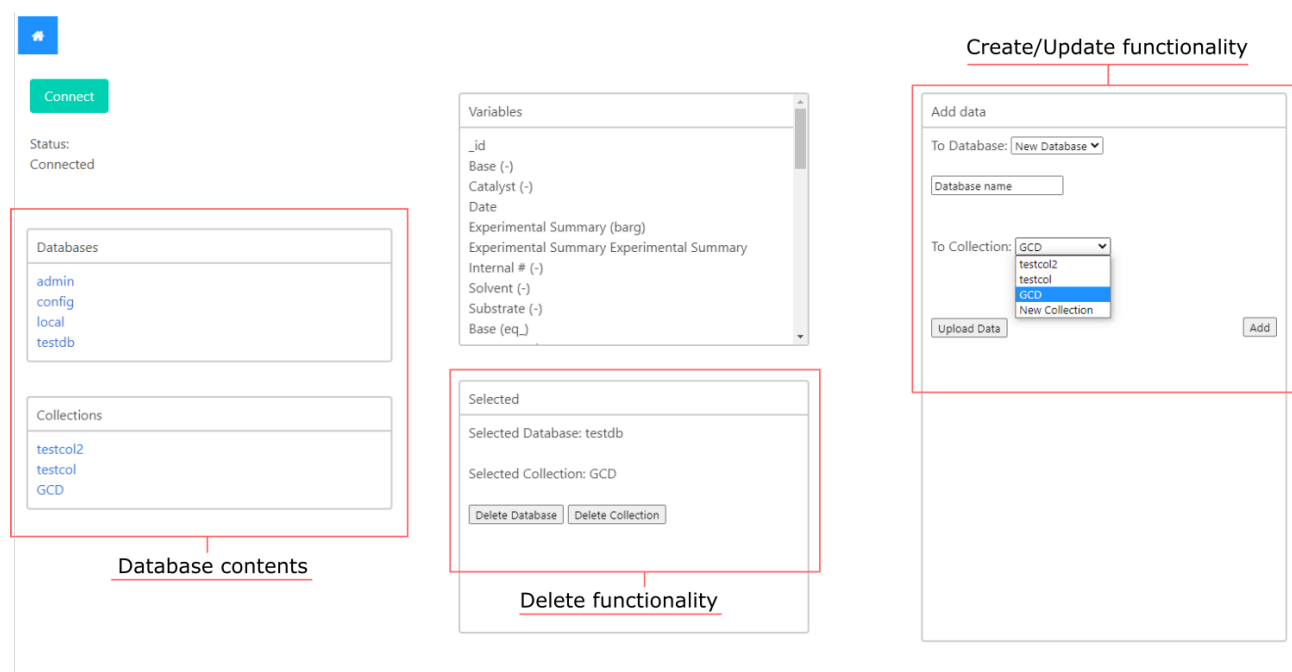 Create/Update functionality
Connect
Status:
Connected
Databases
admin
config
local
testdb
Collections
testcol2
testcol
GCD
Database contents
Variables
_id
Base (-)
Catalyst (-)
Date
Experimental Summary (barg)
Experimental Summary Experimental Summary
Internal # (-)
Solvent (-)
Substrate (-)
Base (eq_)
Selected
Selected Database: testdb
Selected Collection: GCD
Delete Database Delete Collection
Delete functionality
Add data
To Database: New Database
Database name
To Collection: GCD
testcol2
testcol
GCD
New Collection
Upload Data Add